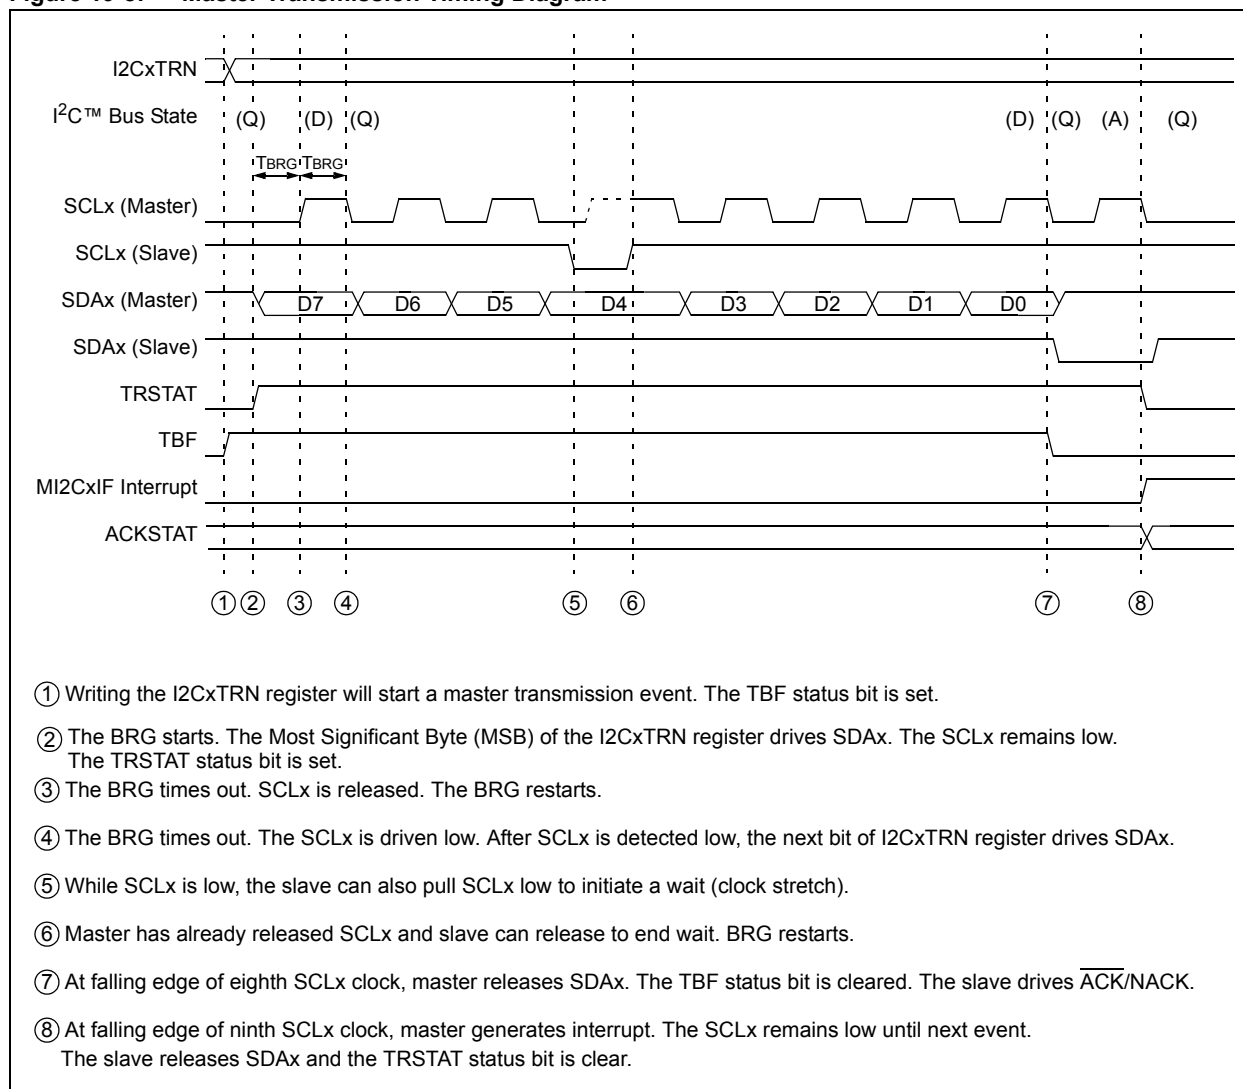 Figure 19-8: Master Transmission Timing Diagram
I2CxTRN
I2C™ Bus State (Q) (D) (Q) (D) (Q) (A) (Q)
TBRG TBRG
SCLx (Master)
SCLx (Slave)
SDAx (Master) D7 D6 D5 D4 D3 D2 D1 D0
SDAx (Slave)
TRSTAT
TBF
MI2CxIF Interrupt
ACKSTAT
1 2 3 4 5 6 7 8
1 Writing the I2CxTRN register will start a master transmission event. The TBF status bit is set.
2 The BRG starts. The Most Significant Byte (MSB) of the I2CxTRN register drives SDAx. The SCLx remains low.
The TRSTAT status bit is set.
3 The BRG times out. SCLx is released. The BRG restarts.
4 The BRG times out. The SCLx is driven low. After SCLx is detected low, the next bit of I2CxTRN register drives SDAx.
5 While SCLx is low, the slave can also pull SCLx low to initiate a wait (clock stretch).
6 Master has already released SCLx and slave can release to end wait. BRG restarts.
7 At falling edge of eighth SCLx clock, master releases SDAx. The TBF status bit is cleared. The slave drives ACK/NACK.
8 At falling edge of ninth SCLx clock, master generates interrupt. The SCLx remains low until next event.
The slave releases SDAx and the TRSTAT status bit is clear.